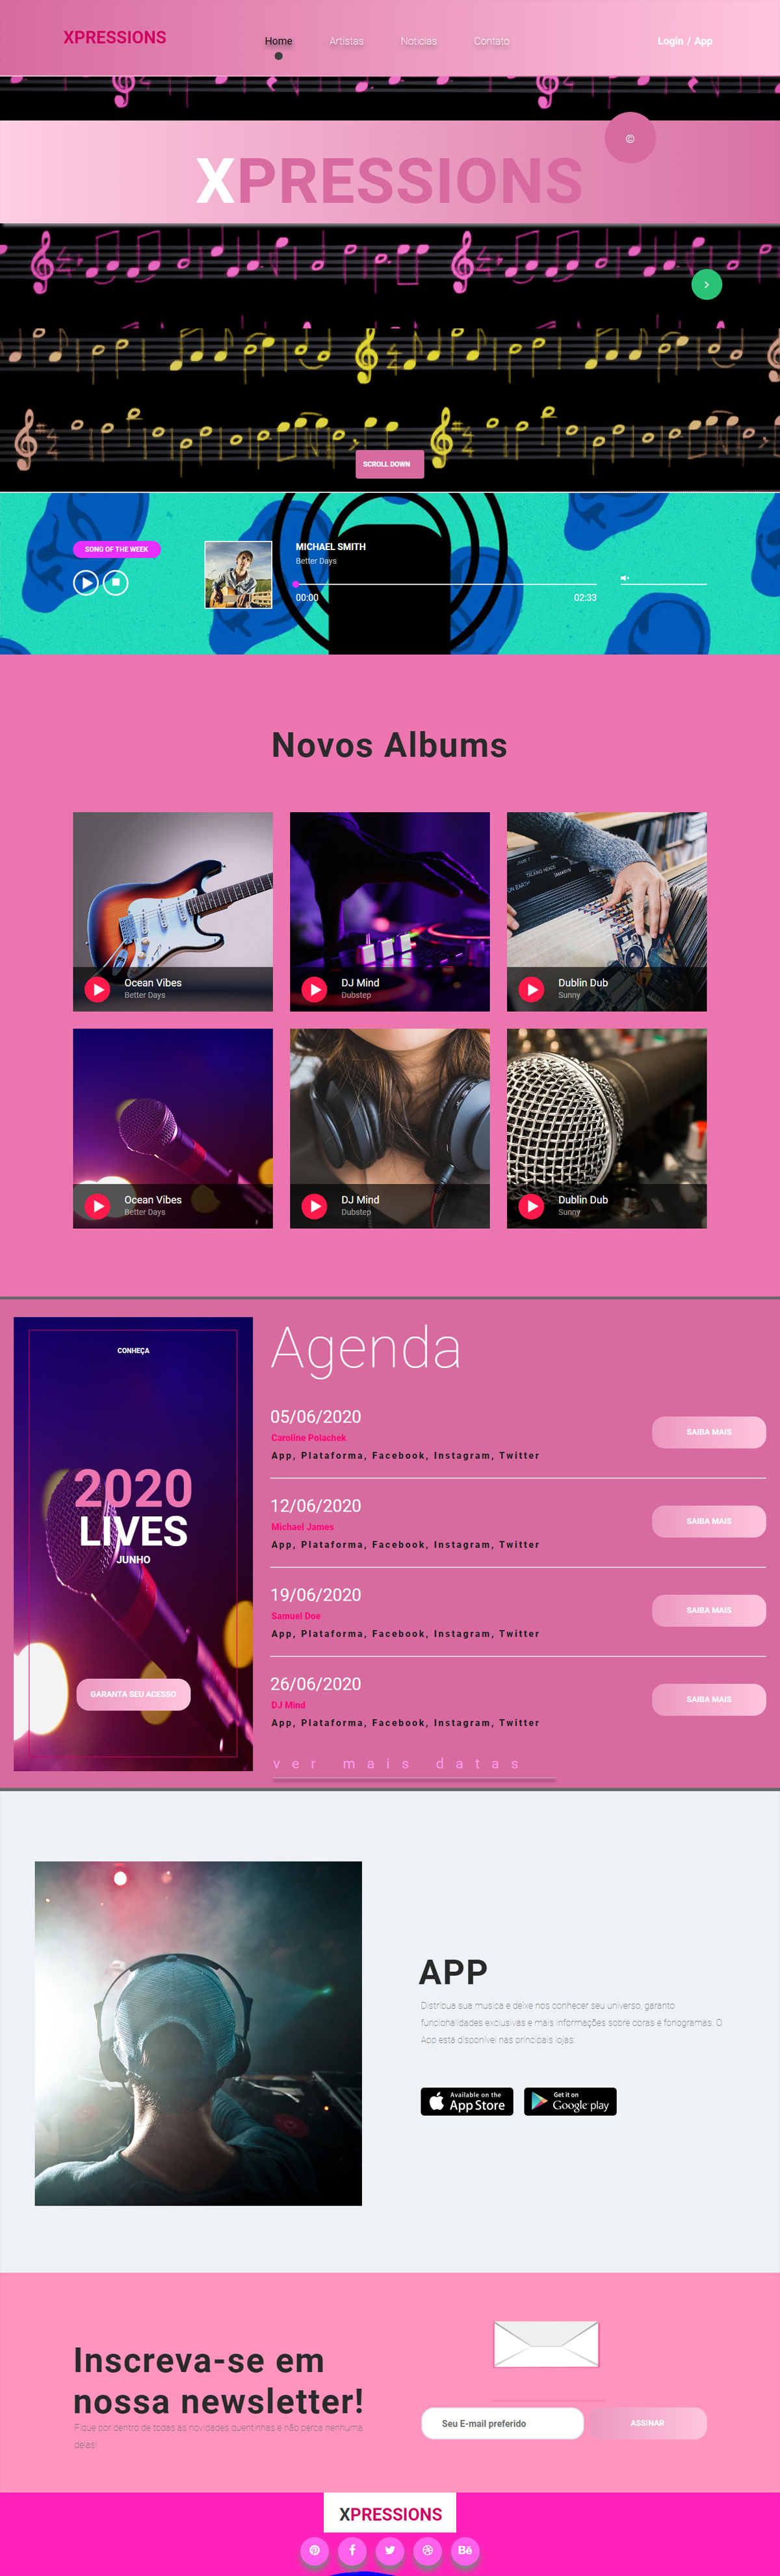 XPRESSIONS
Home Artistas Noticias Contato
Login / App
©
XPRESSIONS
SCROLL DOWN
SONG OF THE WEEK
MICHAEL SMITH
Better Days
00:00 02:33
Novos Albums
Ocean Vibes
Better Days
DJ Mind
Dubstep
Dublin Dub
Sunny
Ocean Vibes
Better Days
DJ Mind
Dubstep
Dublin Dub
Sunny
CONHEÇA
2020
LIVES
JUNHO
GARANTA SEU ACESSO
Agenda
05/06/2020
Caroline Polachek
App, Plataforma, Facebook, Instagram, Twitter
SAIBA MAIS
12/06/2020
Michael James
App, Plataforma, Facebook, Instagram, Twitter
SAIBA MAIS
19/06/2020
Samuel Doe
App, Plataforma, Facebook, Instagram, Twitter
SAIBA MAIS
26/06/2020
DJ Mind
App, Plataforma, Facebook, Instagram, Twitter
SAIBA MAIS
ver mais datas
APP
Distribua sua musica e deixe nos conhecer seu universo, garanto
funcionalidades exclusivas e mais informações sobre obras e fonogramas. O
App está disponível nas principais lojas:
Available on the
App Store
Get it on
Google play
Inscreva-se em
nossa newsletter!
Fique por dentro de todas as novidades quentinhas e não perca nenhuma
delas!
Seu E-mail preferido
ASSINAR
XPRESSIONS
Bē